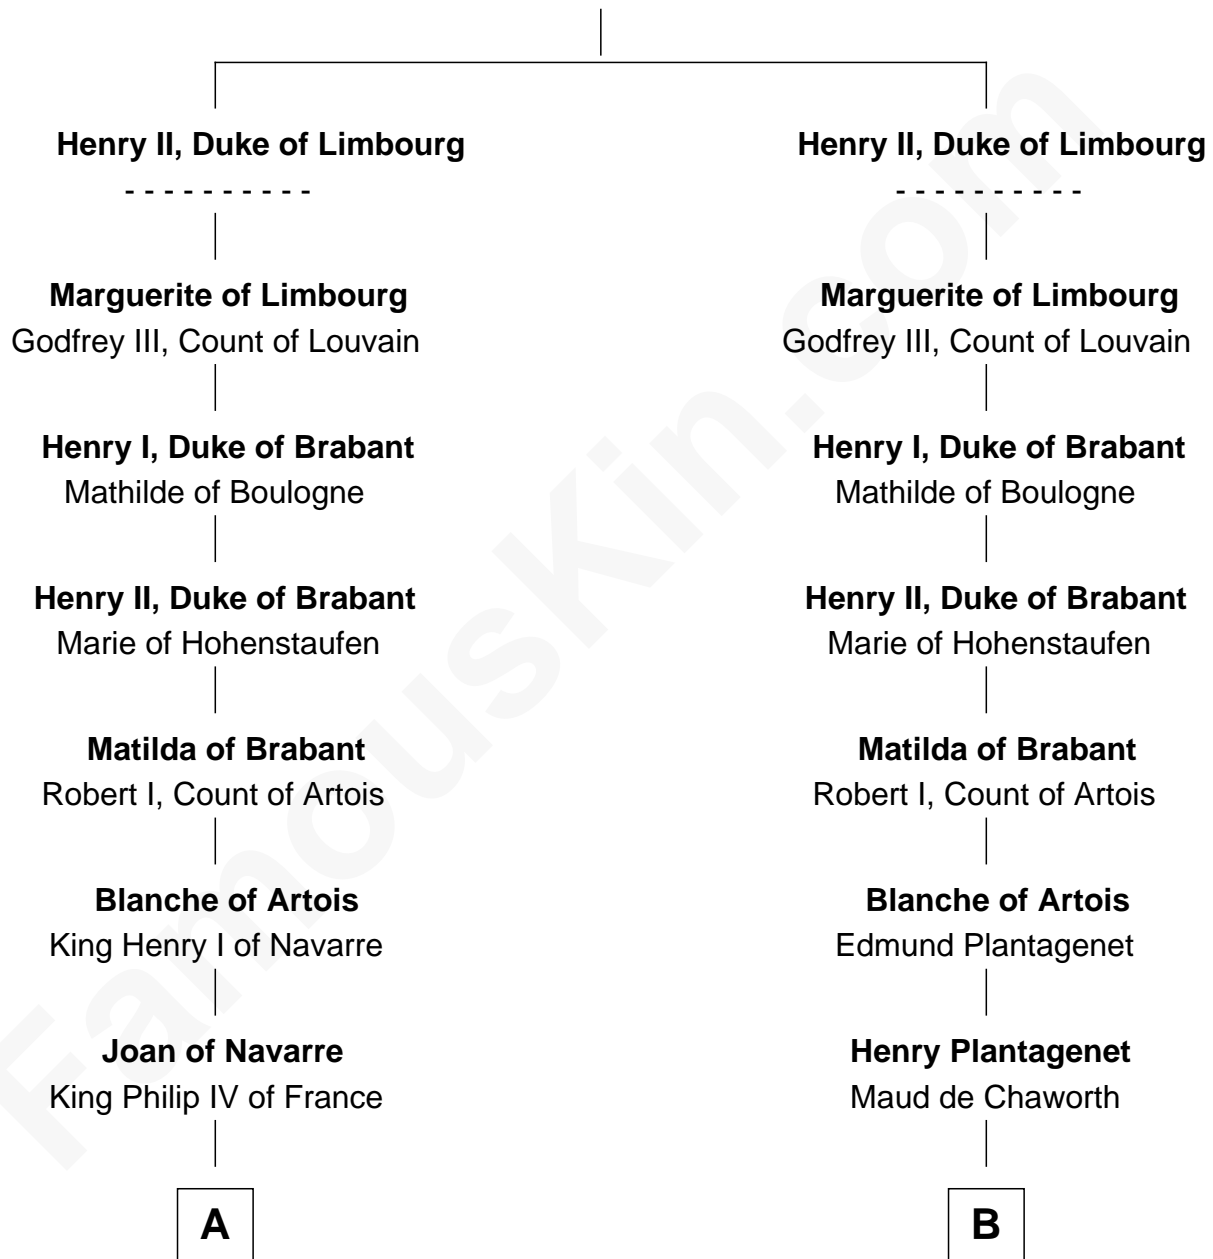 Henry II, Duke of Limbourg
- - - - - - - - - -
Marguerite of Limbourg
Godfrey III, Count of Louvain
Henry I, Duke of Brabant
Mathilde of Boulogne
Henry II, Duke of Brabant
Marie of Hohenstaufen
Matilda of Brabant
Robert I, Count of Artois
Blanche of Artois
King Henry I of Navarre
Joan of Navarre
King Philip IV of France
A
Henry II, Duke of Limbourg
- - - - - - - - - -
Marguerite of Limbourg
Godfrey III, Count of Louvain
Henry I, Duke of Brabant
Mathilde of Boulogne
Henry II, Duke of Brabant
Marie of Hohenstaufen
Matilda of Brabant
Robert I, Count of Artois
Blanche of Artois
Edmund Plantagenet
Henry Plantagenet
Maud de Chaworth
B
FamousKin.com